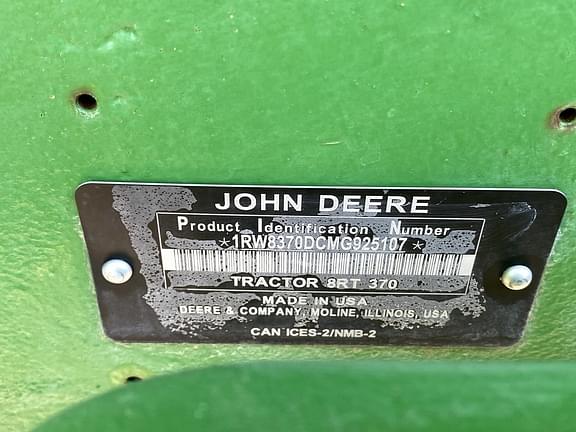 JOHN DEERE
Product Identification Number
*1RW8370DCMG925107*
TRACTOR 8RT 370
MADE IN USA
DEERE & COMPANY, MOLINE, ILLINOIS, USA
CAN ICES-2/NMB-2